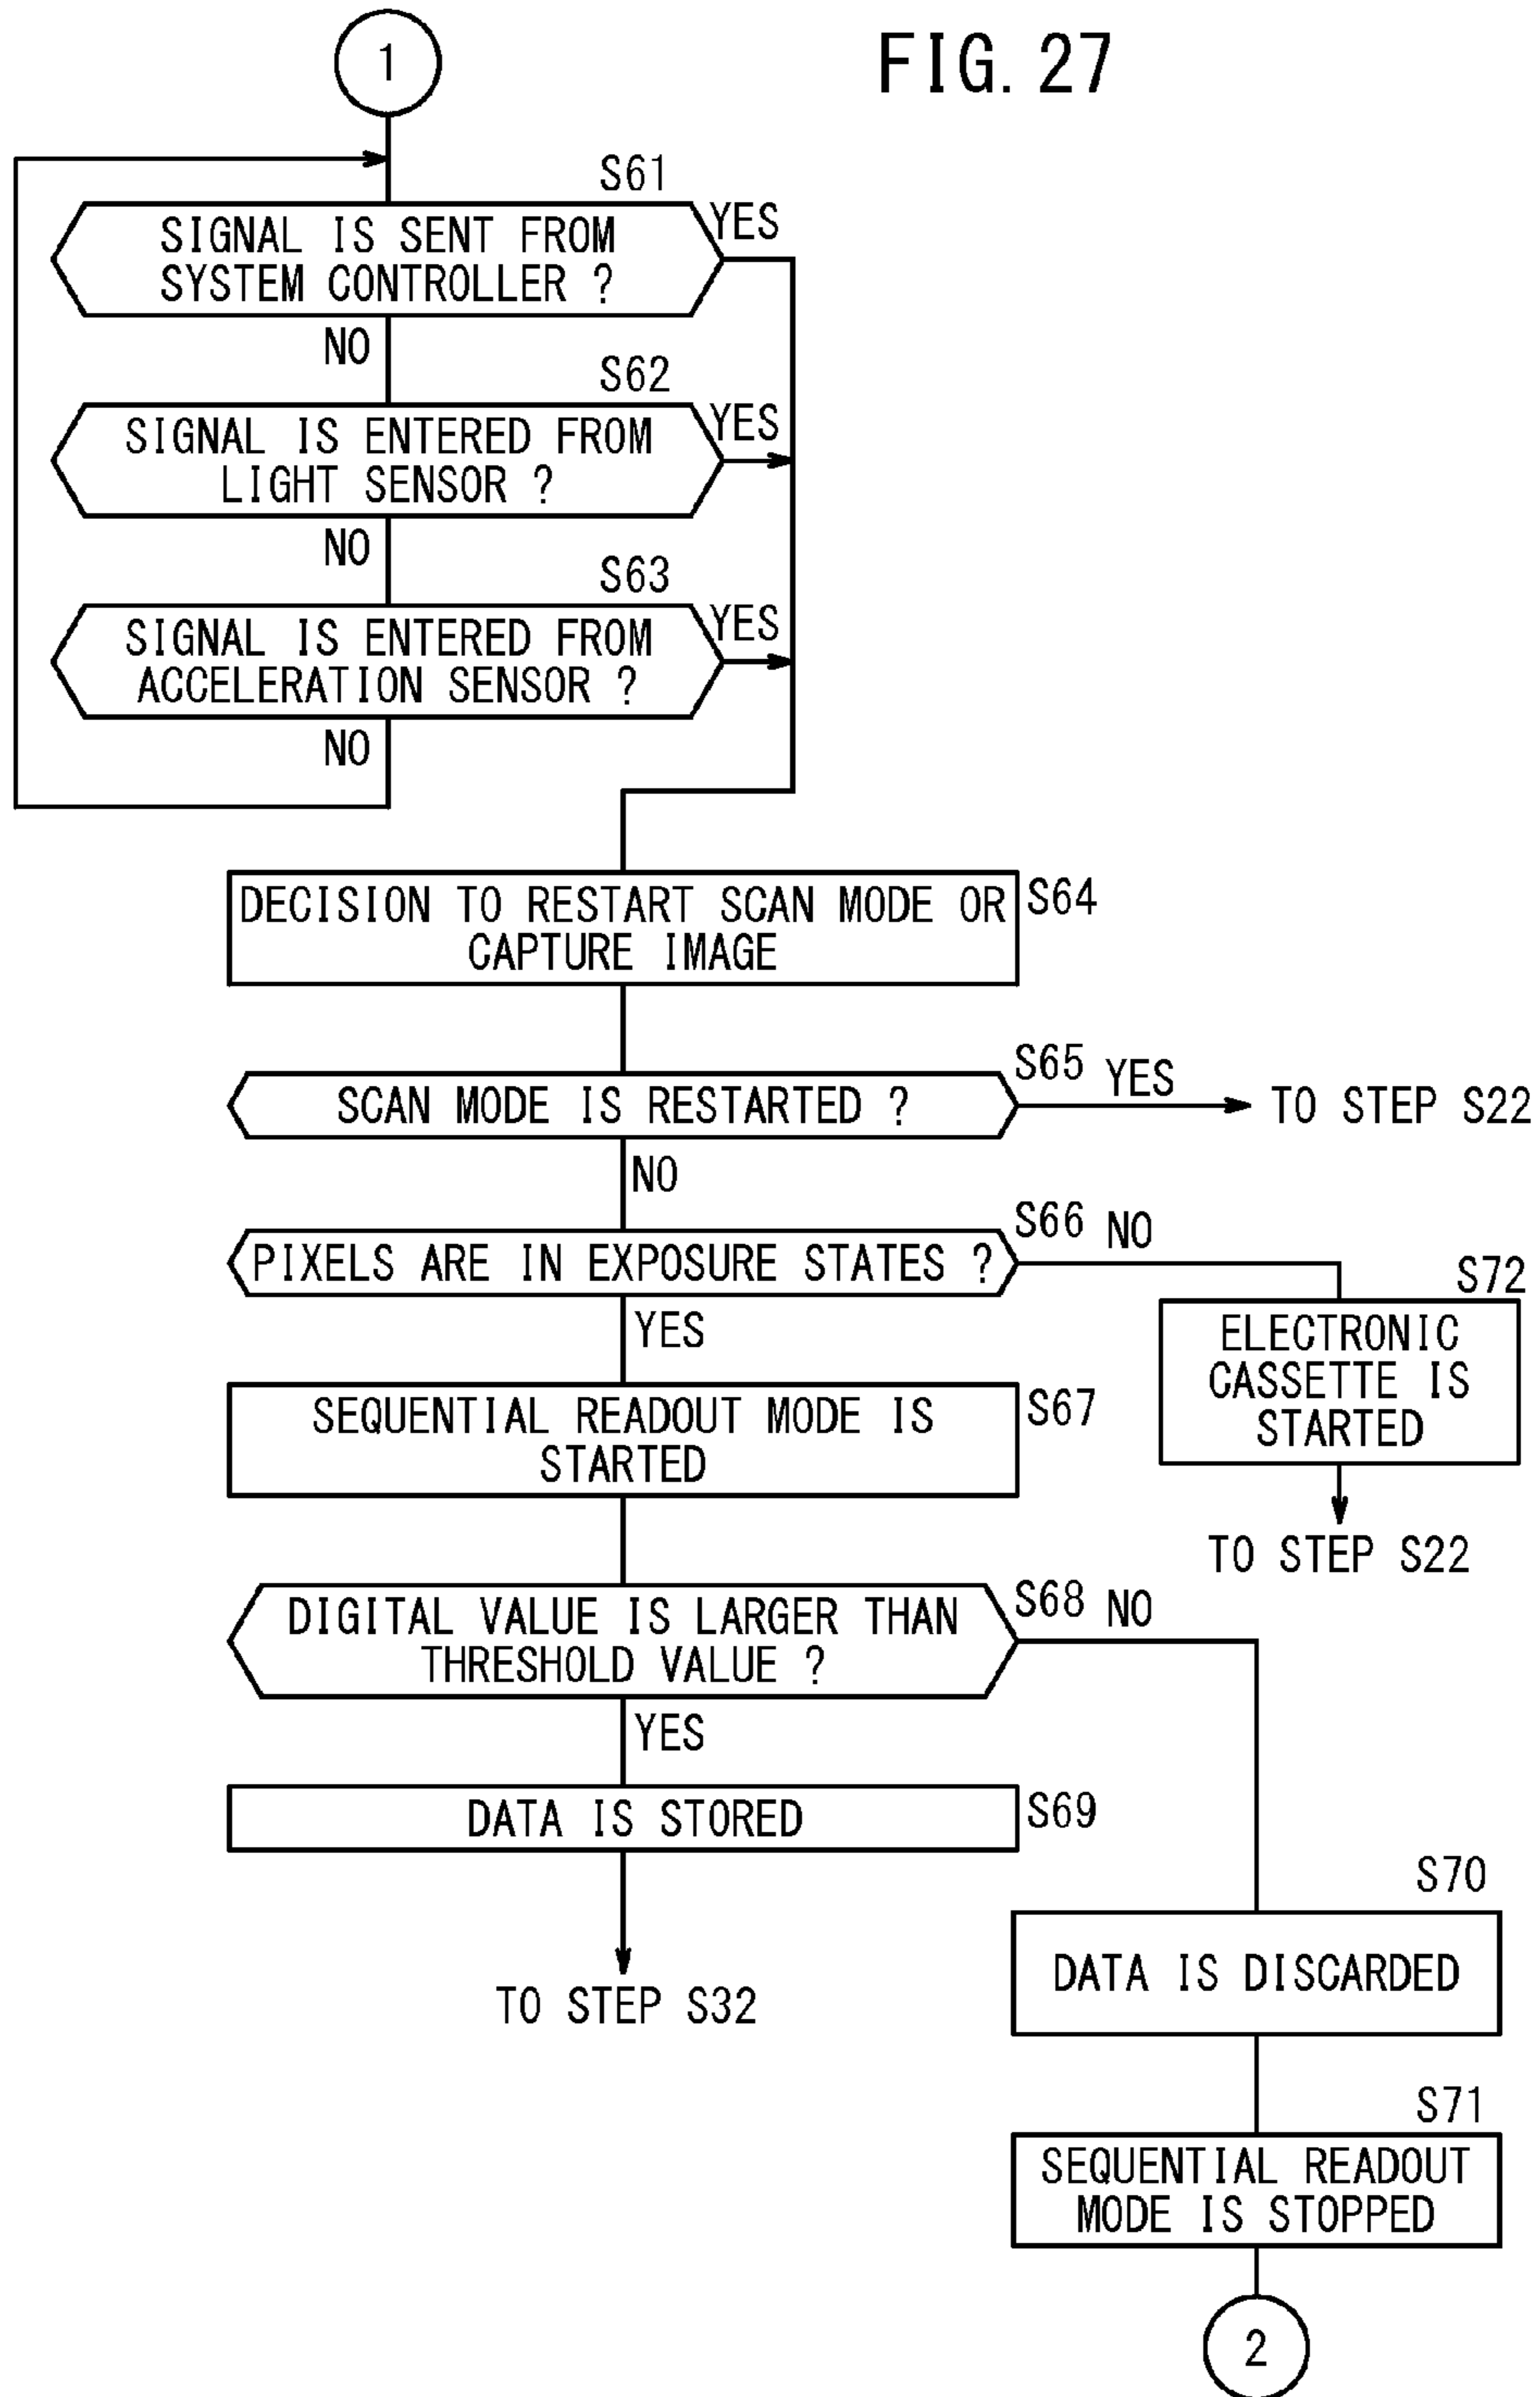 FIG. 27
1
S61
SIGNAL IS SENT FROM
SYSTEM CONTROLLER ?
YES
NO
S62
SIGNAL IS ENTERED FROM
LIGHT SENSOR ?
YES
NO
S63
SIGNAL IS ENTERED FROM
ACCELERATION SENSOR ?
YES
NO
DECISION TO RESTART SCAN MODE OR
CAPTURE IMAGE
S64
SCAN MODE IS RESTARTED ?
S65
YES
TO STEP S22
NO
PIXELS ARE IN EXPOSURE STATES ?
S66
NO
S72
ELECTRONIC
CASSETTE IS
STARTED
TO STEP S22
YES
SEQUENTIAL READOUT MODE IS
STARTED
S67
DIGITAL VALUE IS LARGER THAN
THRESHOLD VALUE ?
S68
NO
YES
DATA IS STORED
S69
TO STEP S32
S70
DATA IS DISCARDED
S71
SEQUENTIAL READOUT
MODE IS STOPPED
2